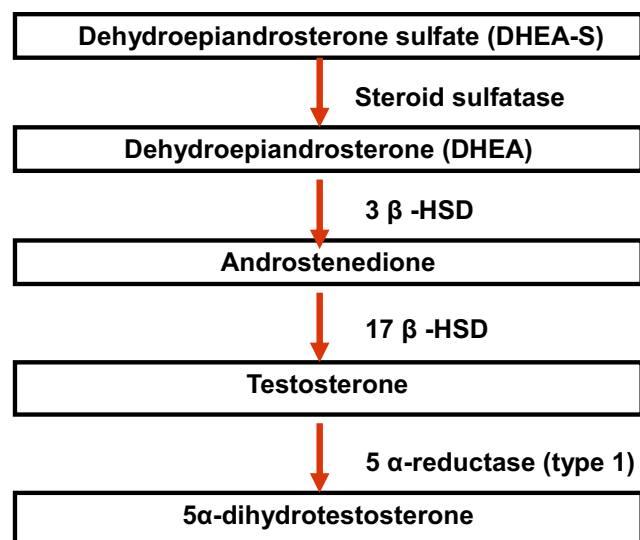 Dehydroepiandrosterone sulfate (DHEA-S)
Steroid sulfatase
Dehydroepiandrosterone (DHEA)
3 β -HSD
Androstenedione
17 β -HSD
Testosterone
5 α-reductase (type 1)
5α-dihydrotestosterone